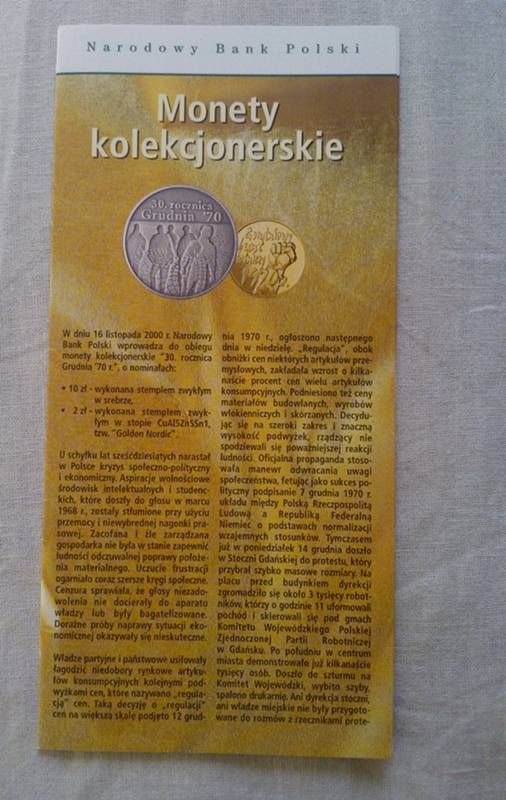 Narodowy Bank Polski
Monety
kolekcjonerskie
30. rocznica
Grudnia '70
W dniu 16 listopada 2000 r. Narodowy
Bank Polski wprowadza do obiegu
monety kolekcjonerskie "30. rocznica
Grudnia '70 r.", o nominałach:
• 10 zł - wykonana stemplem zwykłym
w srebrze,
• 2 zł - wykonana stemplem zwyk-
łym w stopie CuAl5Zn5Sn1,
tzw. "Golden Nordic".
U schyłku lat sześćdziesiątych narastał
w Polsce kryzys społeczno-polityczny
i ekonomiczny. Aspiracje wolnościowe
środowisk intelektualnych i studenc-
kich, które doszły do głosu w marcu
1968 r., zostały stłumione przy użyciu
przemocy i niewybrednej nagonki pra-
sowej. Zacofana i źle zarządzana
gospodarka nie była w stanie zapewnić
ludności odczuwalnej poprawy położe-
nia materialnego. Uczucie frustracji
ogarniało coraz szersze kręgi społeczne.
Cenzura sprawiała, że głosy niezado-
wolenia nie docierały do aparatu
władzy lub były bagatelizowane.
Doraźne próby naprawy sytuacji eko-
nomicznej okazywały się nieskuteczne.
Władze partyjne i państwowe usiłowały
łagodzić niedobory rynkowe artyku-
łów konsumpcyjnych kolejnymi pod-
wyżkami cen, które nazywano „regula-
cją" cen. Taką decyzję o „regulacji"
cen na większą skalę podjęto 12 grud-
nia 1970 r., ogłoszono następnego
dnia w niedzielę. „Regulacja", obok
obniżki cen niektórych artykułów prze-
mysłowych, zakładała wzrost o kilka-
naście procent cen wielu artykułów
konsumpcyjnych. Podniesiono też ceny
materiałów budowlanych, wyrobów
włókienniczych i skórzanych. Decydu-
jąc się na szeroki zakres i znaczną
wysokość podwyżek, rządzący nie
spodziewali się poważniejszej reakcji
ludności. Oficjalna propaganda stoso-
wała manewr odwracania uwagi
społeczeństwa, fetując jako sukces po-
lityczny podpisanie 7 grudnia 1970 r.
układu między Polską Rzeczpospolitą
Ludową a Republiką Federalną
Niemiec o podstawach normalizacji
wzajemnych stosunków. Tymczasem
już w poniedziałek 14 grudnia doszło
w Stoczni Gdańskiej do protestu, który
przybrał szybko masowe rozmiary. Na
placu przed budynkiem dyrekcji
zgromadziło się około 3 tysięcy robot-
ników, którzy o godzinie 11 uformowali
pochód i skierowali się pod gmach
Komitetu Wojewódzkiego Polskiej
Zjednoczonej Partii Robotniczej
w Gdańsku. Po południu w centrum
miasta demonstrowało już kilkanaście
tysięcy osób. Doszło do szturmu na
Komitet Wojewódzki, wybito szyby,
spalono drukarnię. Ani dyrekcja stoczni,
ani władze miejskie nie były przygoto-
wane do rozmów z rzecznikami prote-